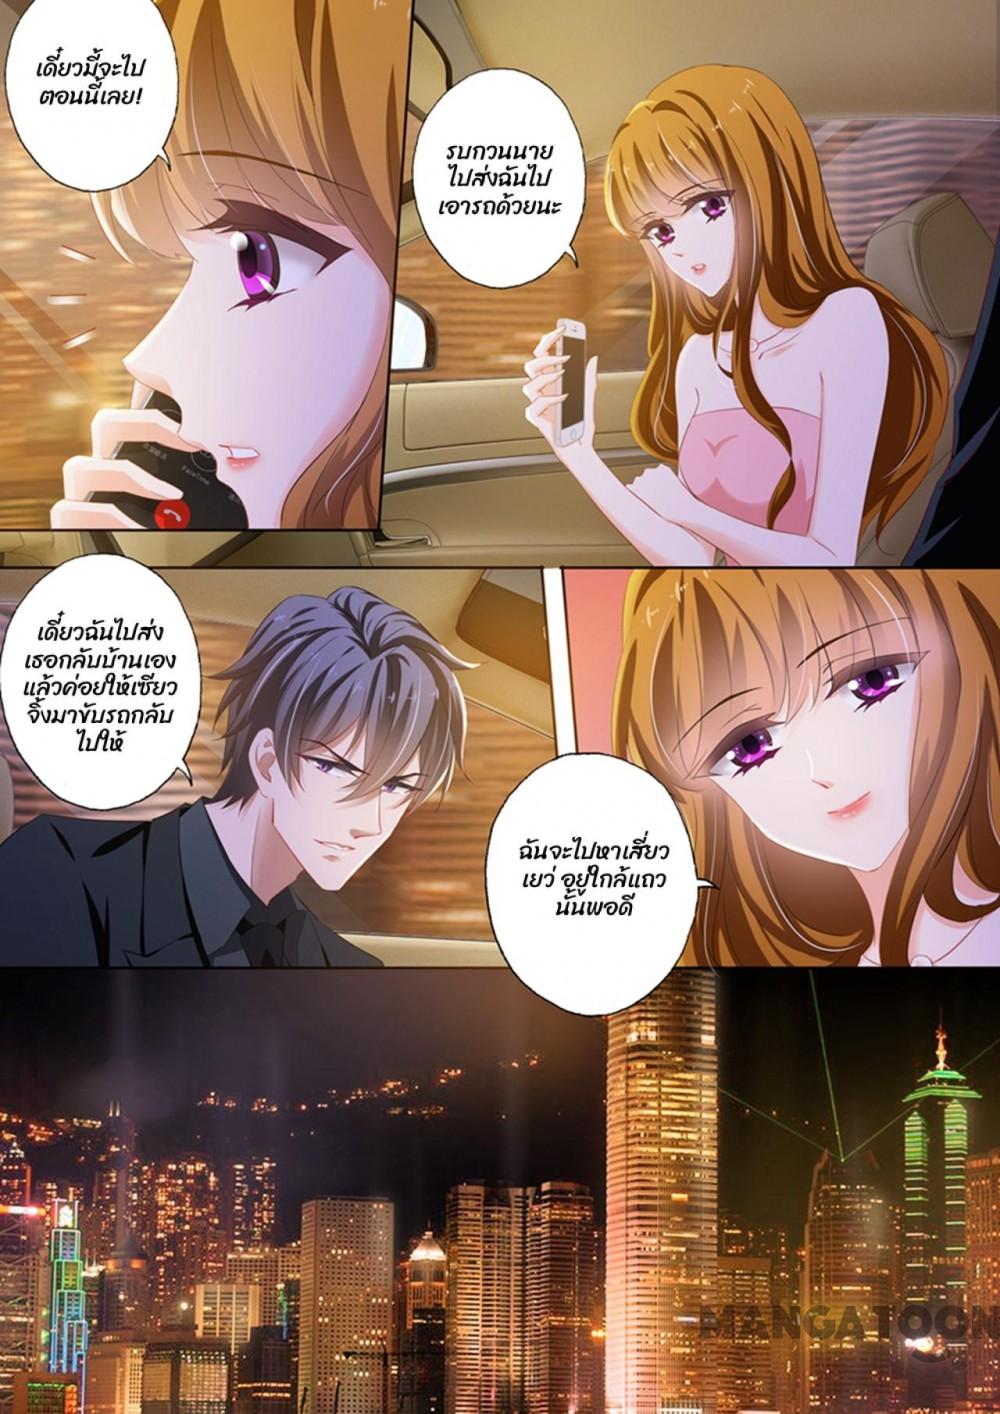 เดี๋ยวมี้จะไป
ตอนนี้เลย!
รบกวนนาย
ไปส่งฉันไป
เอารถด้วยนะ
FaceTime
เดี๋ยวฉันไปส่ง
เธอกลับบ้านเอง
แล้วค่อยให้เซียว
จิ้งมาขับรถกลับ
ไปให้
ฉันจะไปหาเสี่ยว
เยว่ อยู่ใกล้แถว
นั้นพอดี
MANGATOON